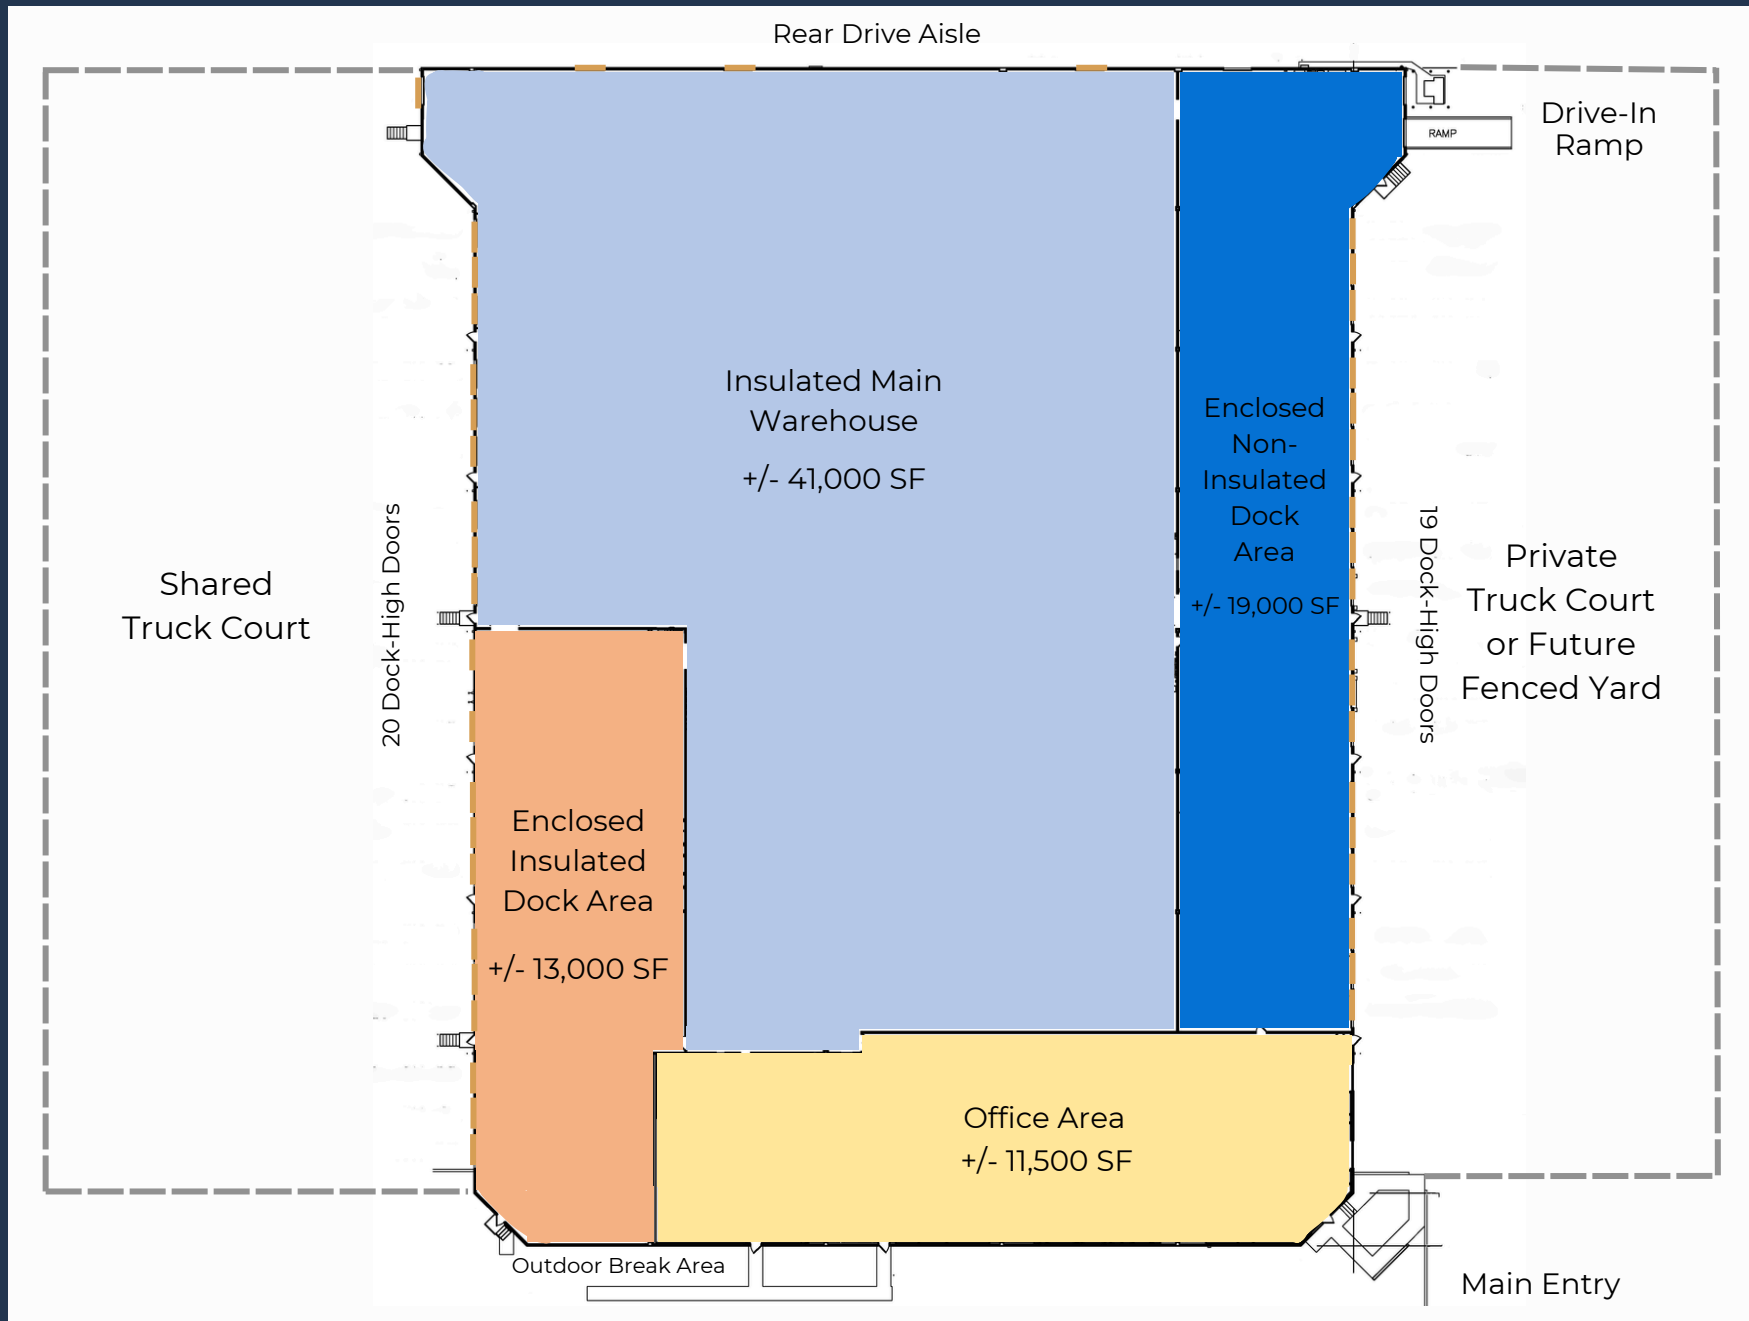 Rear Drive Aisle
Drive-In
Ramp
RAMP
Insulated Main
Warehouse
+/- 41,000 SF
Enclosed
Non-
Insulated
Dock
Area
+/- 19,000 SF
Shared
Truck Court
20 Dock-High Doors
19 Dock-High Doors
Private
Truck Court
or Future
Fenced Yard
Enclosed
Insulated
Dock Area
+/- 13,000 SF
Office Area
+/- 11,500 SF
Outdoor Break Area
Main Entry